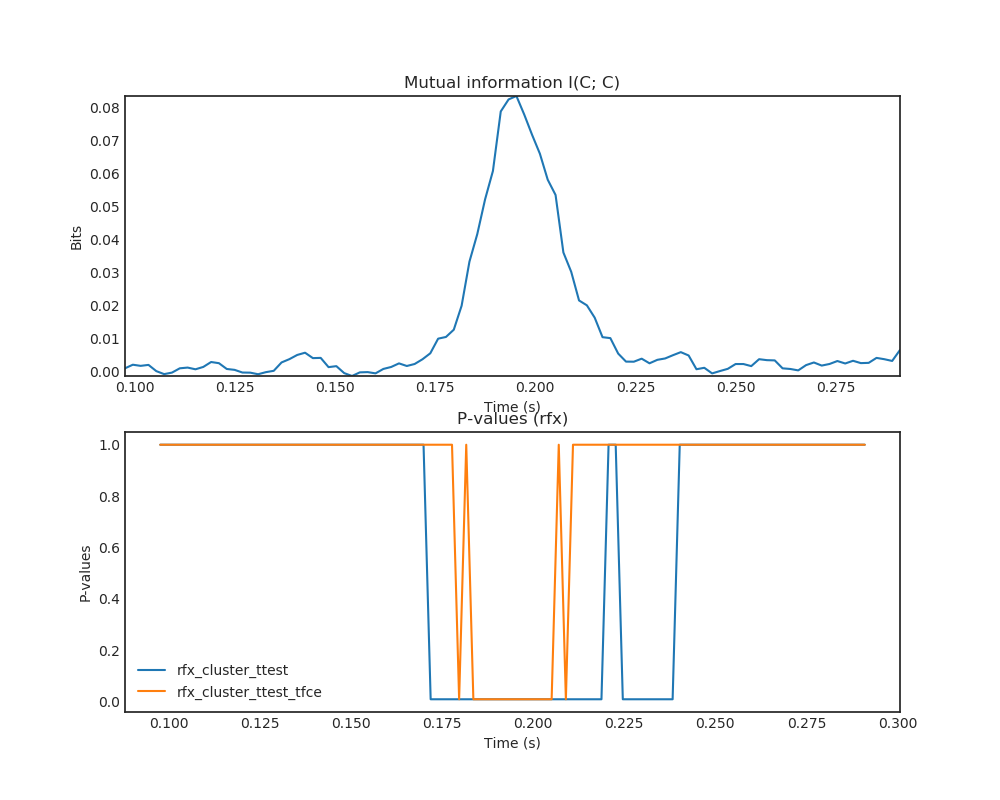 Mutual information I(C; C)
0.08
0.07
0.06
0.05
0.04
0.03
0.02
0.01
0.00
Bits
0.100 0.125 0.150 0.175 0.200 0.225 0.250 0.275
Time (s)
P-values (rfx)
1.0
0.8
0.6
0.4
0.2
0.0
P-values
rfx_cluster_ttest
rfx_cluster_ttest_tfce
0.100 0.125 0.150 0.175 0.200 0.225 0.250 0.275 0.300
Time (s)